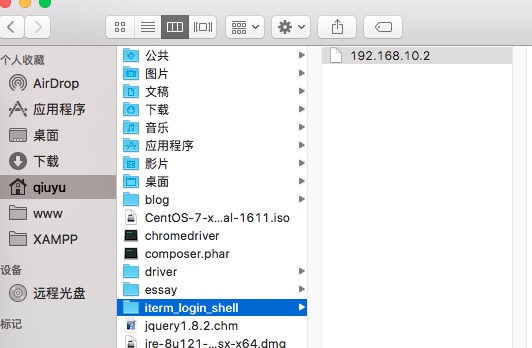 个人收藏
AirDrop
应用程序
桌面
下载
qiuyu
www
XAMPP
设备
远程光盘
标记
公共
图片
文稿
下载
音乐
应用程序
影片
桌面
blog
CentOS-7-x...al-1611.iso
chromedriver
composer.phar
driver
essay
iterm_login_shell
jquery1.8.2.chm
jre-8u121-...sx-x64.dmg
192.168.10.2